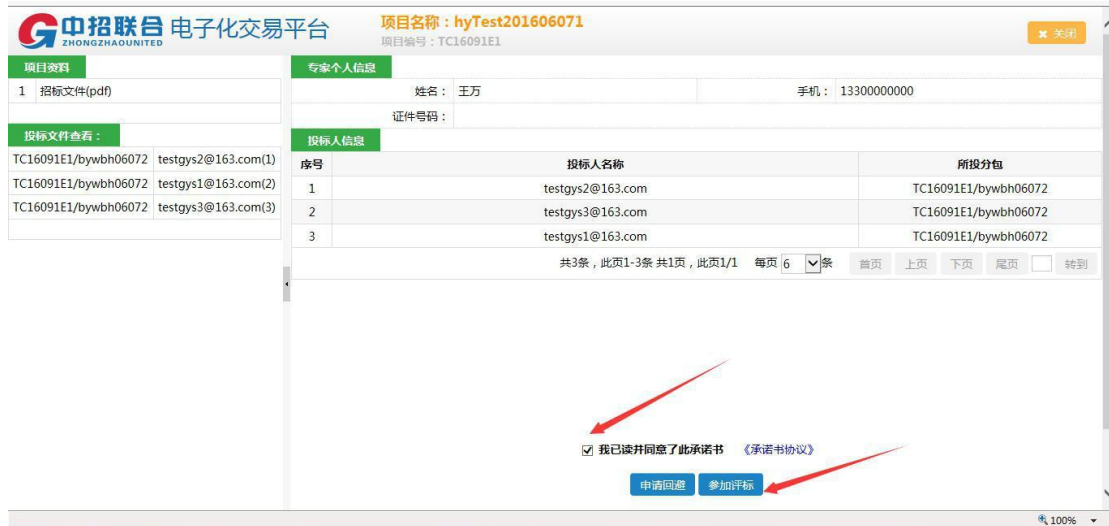 中招联合 电子化交易平台
ZHONGZHAOUNITED
项目名称：hyTest201606071
项目编号：TC16091E1
关闭
项目资料
1 招标文件(pdf)
投标文件查看：
TC16091E1/bywbh06072 testgys2@163.com(1)
TC16091E1/bywbh06072 testgys1@163.com(2)
TC16091E1/bywbh06072 testgys3@163.com(3)
专家个人信息
姓名： 王万 手机： 13300000000
证件号码：
投标人信息
序号 投标人名称 所投分包
1 testgys2@163.com TC16091E1/bywbh06072
2 testgys3@163.com TC16091E1/bywbh06072
3 testgys1@163.com TC16091E1/bywbh06072
共3条，此页1-3条 共1页，此页1/1 每页 6 条 首页 上页 下页 尾页 转到
我已读并同意了此承诺书 《承诺书协议》
申请回避 参加评标
100%